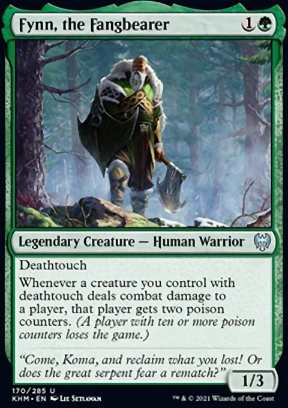 Fynn, the Fangbearer 1
Legendary Creature — Human Warrior
Deathtouch
Whenever a creature you control with
deathtouch deals combat damage to
a player, that player gets two poison
counters. (A player with ten or more poison
counters loses the game.)
“Come, Koma, and reclaim what you lost! Or
does the great serpent fear a rematch?”
1/3
170/285 U
KHM • EN Lie Setiawan
™ & © 2021 Wizards of the Coast